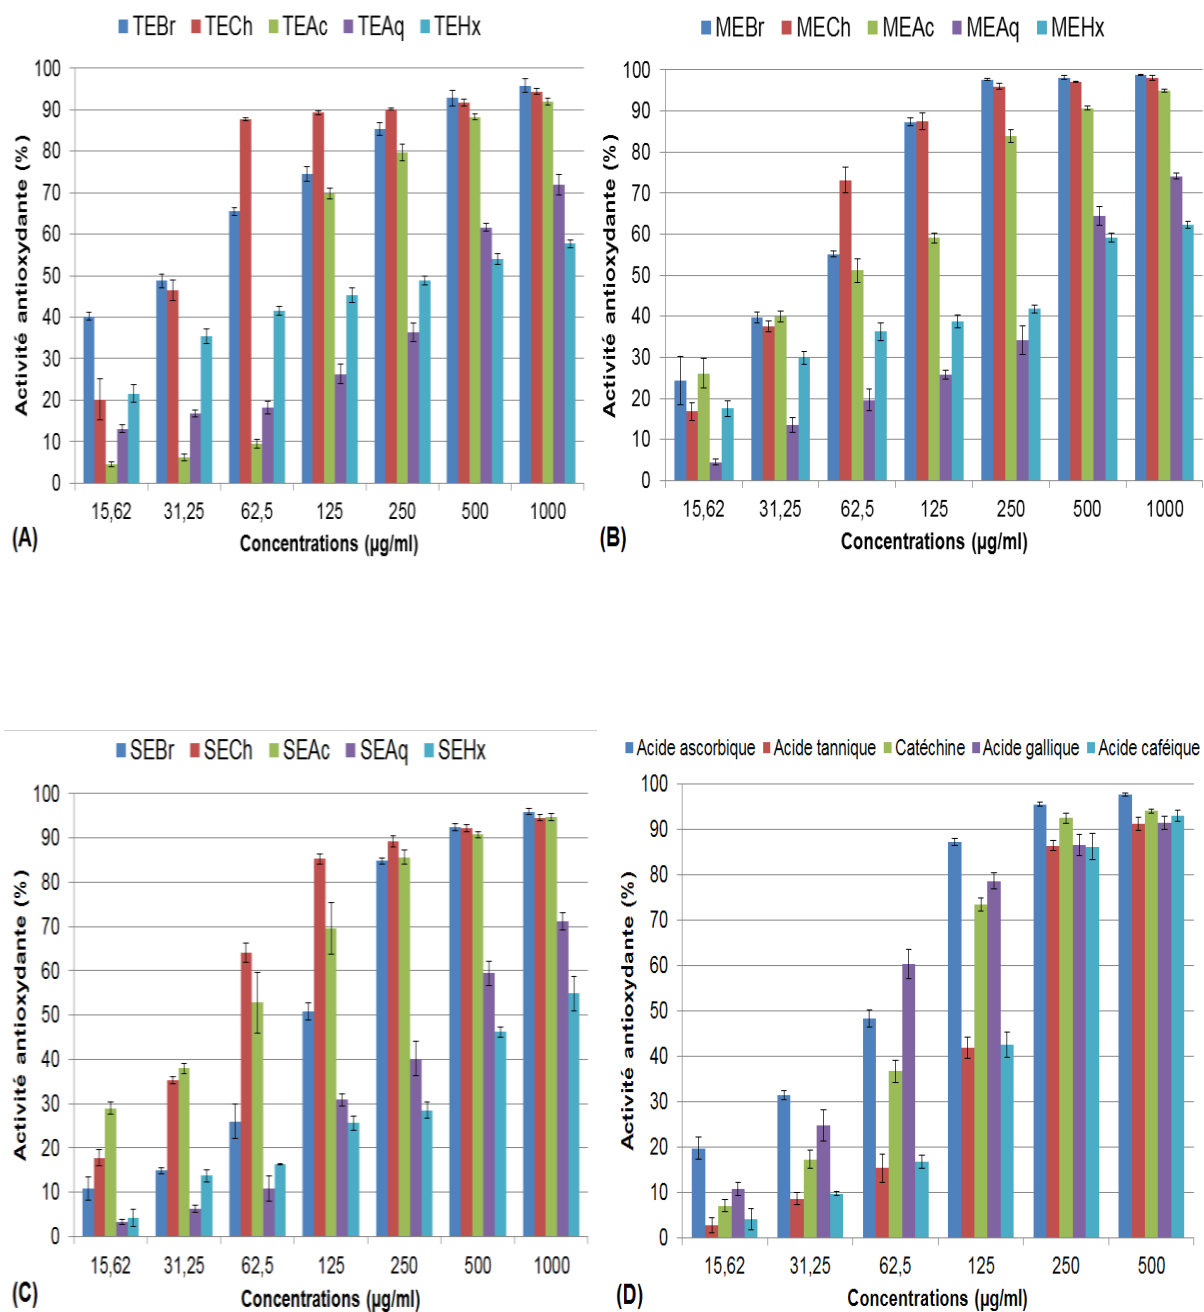 TEBr TECh TEAc TEAq TEHx
Activité antioxydante (%)
100
90
80
70
60
50
40
30
20
10
0
15,62 31,25 62,5 125 250 500 1000
(A)
Concentrations (µg/ml)
MEBr MECh MEAc MEAq MEHx
Activité antioxydante (%)
100
90
80
70
60
50
40
30
20
10
0
15,62 31,25 62,5 125 250 500 1000
(B)
Concentrations (µg/ml)
SEBr SECh SEAc SEAq SEHx
Activité antioxydante (%)
100
90
80
70
60
50
40
30
20
10
0
15,62 31,25 62,5 125 250 500 1000
(C)
Concentrations (µg/ml)
Acide ascorbique Acide tannique Catéchine Acide gallique Acide caféique
Activité antioxydante (%)
100
90
80
70
60
50
40
30
20
10
0
15,62 31,25 62,5 125 250 500
(D)
Concentrations (µg/ml)